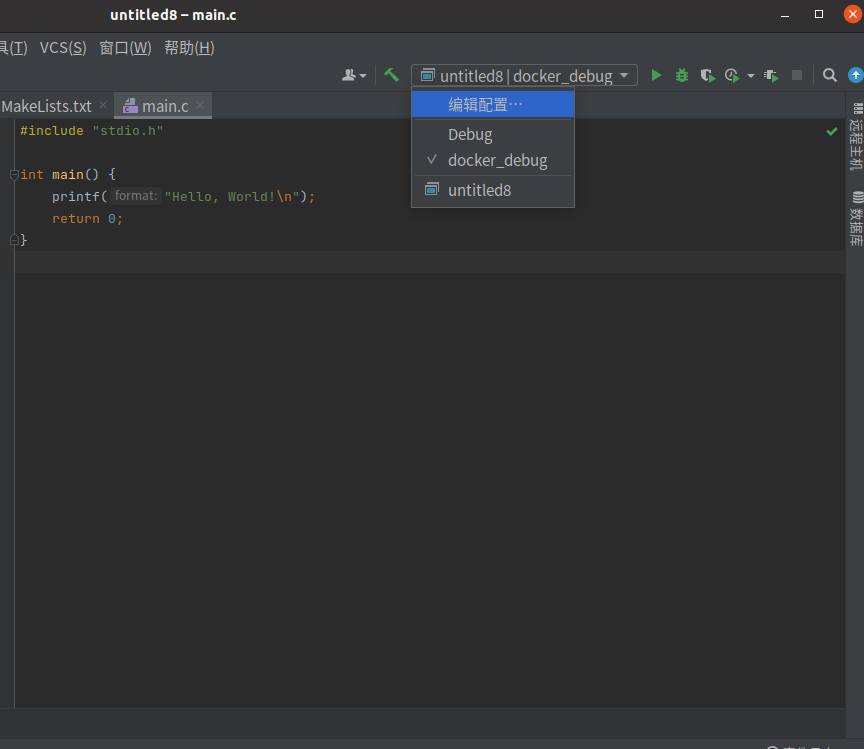 untitled8 – main.c
具(T) VCS(S) 窗口(W) 帮助(H)
untitled8 | docker_debug
MakeLists.txt main.c
编辑配置…
Debug
docker_debug
untitled8
#include "stdio.h"
int main() {
printf( format: "Hello, World!\n");
return 0;
}
远程主机
数据库